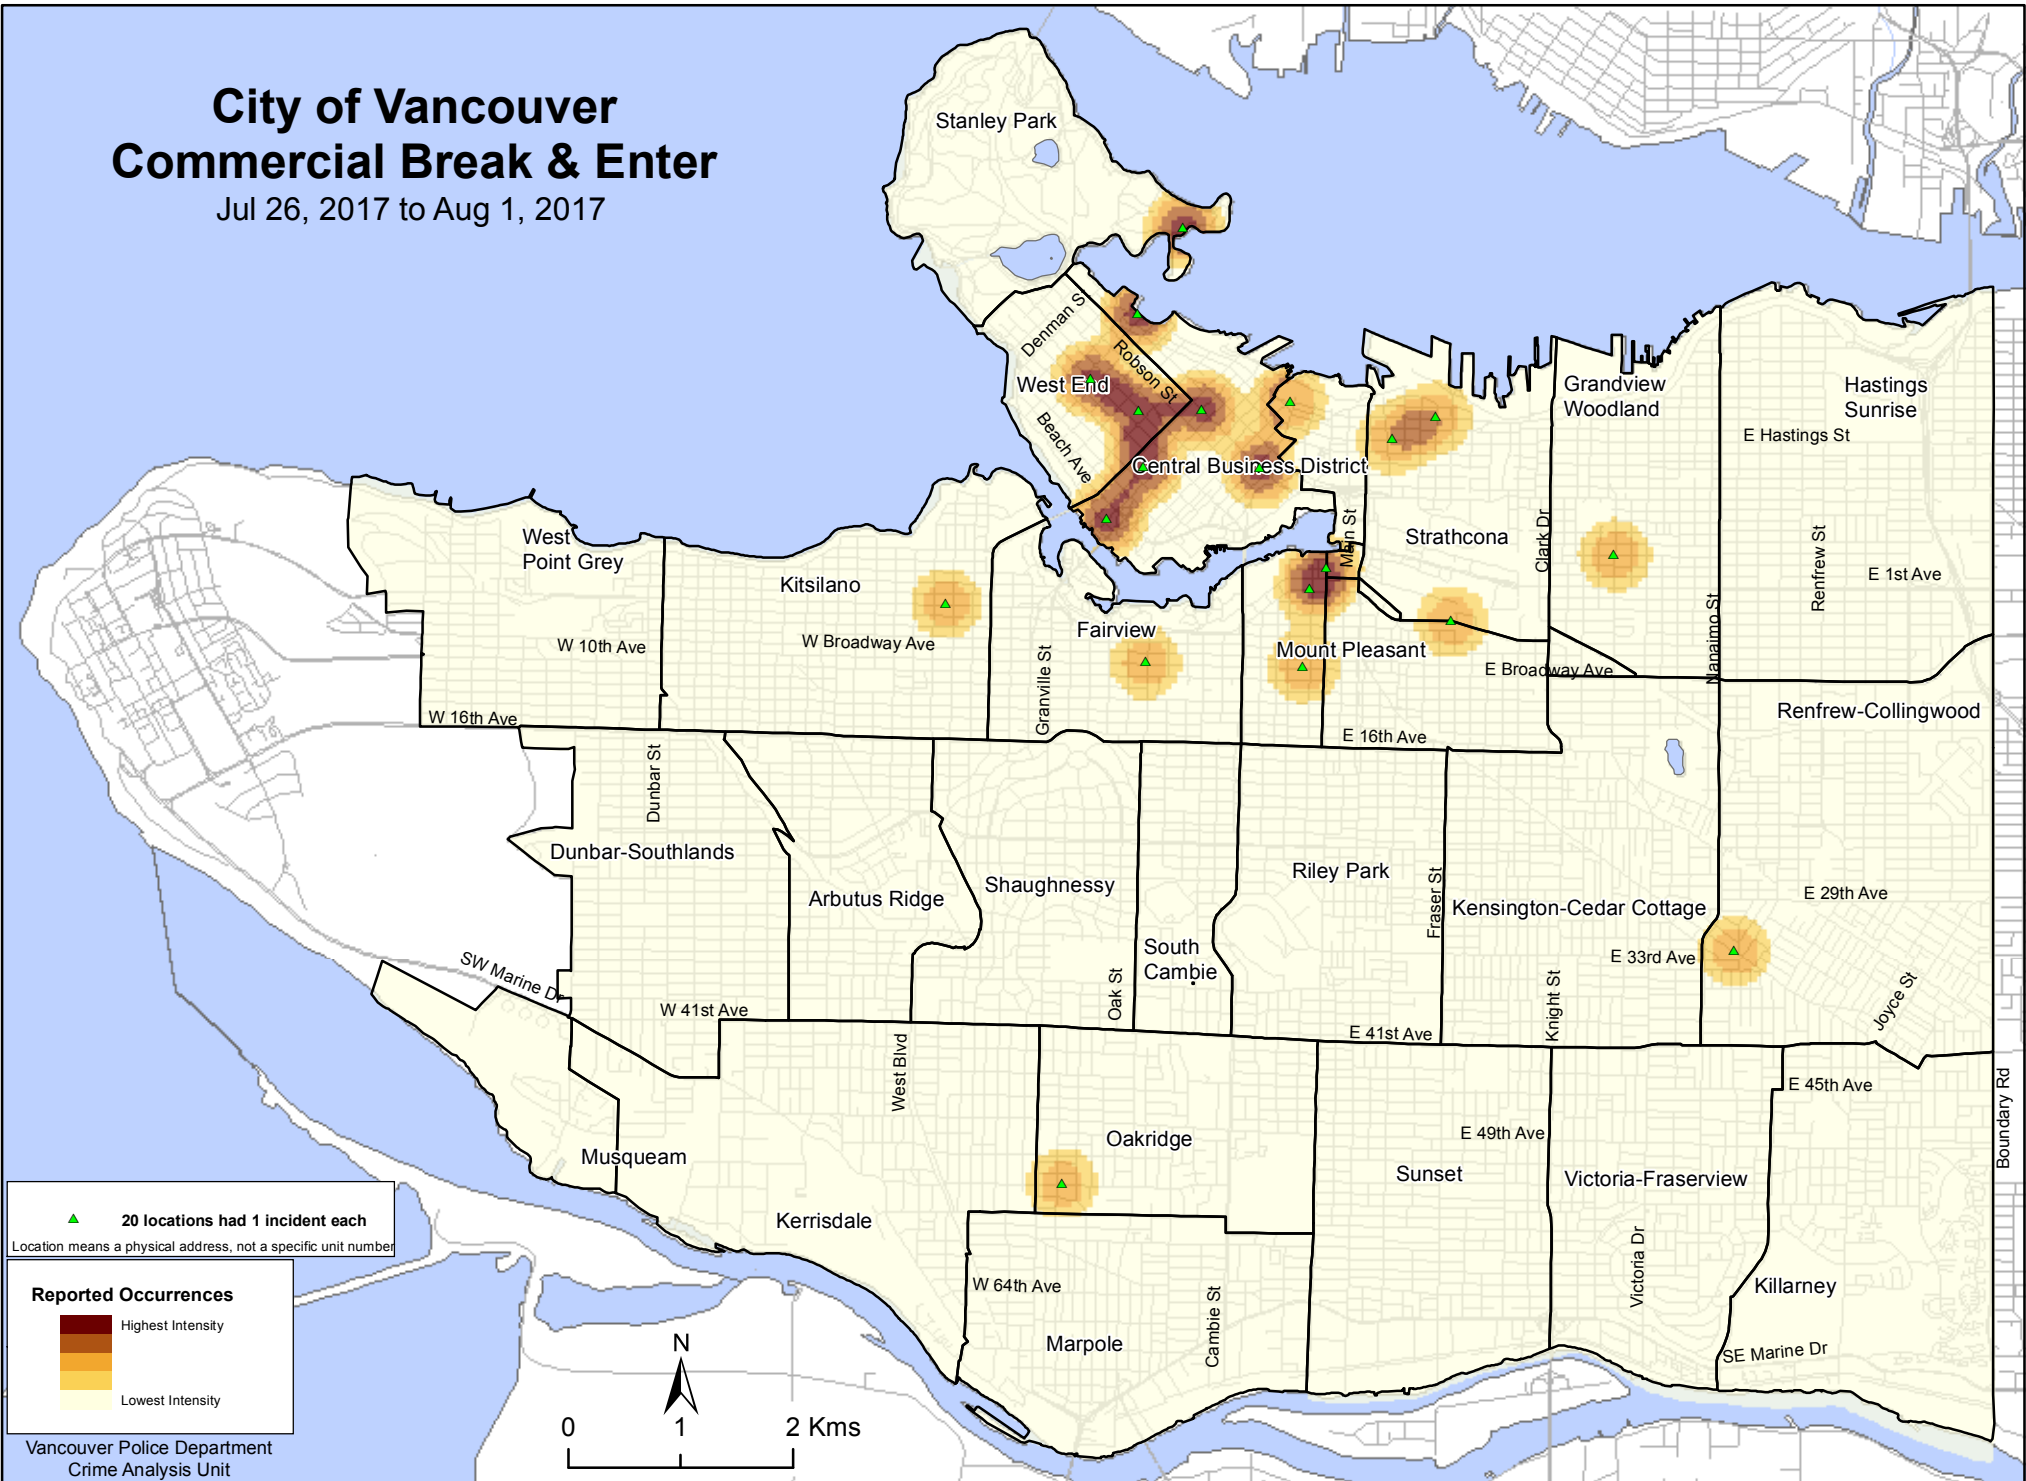 City of Vancouver
Commercial Break & Enter
Jul 26, 2017 to Aug 1, 2017
Stanley Park
Denman St
Robson St
West End
Beach Ave
Central Business District
Grandview
Woodland
Hastings
Sunrise
E Hastings St
Main St
Strathcona
Clark Dr
Nanaimo St
Renfrew St
E 1st Ave
West
Point Grey
Kitsilano
W 10th Ave
W Broadway Ave
Fairview
Granville St
Mount Pleasant
E Broadway Ave
W 16th Ave
E 16th Ave
Renfrew-Collingwood
Dunbar St
Dunbar-Southlands
Arbutus Ridge
Shaughnessy
South
Cambie
Oak St
Riley Park
Fraser St
Kensington-Cedar Cottage
E 29th Ave
E 33rd Ave
Knight St
Joyce St
SW Marine Dr
W 41st Ave
E 41st Ave
West Blvd
E 45th Ave
Boundary Rd
Musqueam
Oakridge
E 49th Ave
Sunset
Victoria-Fraserview
Kerrisdale
Victoria Dr
W 64th Ave
Cambie St
Marpole
Killarney
SE Marine Dr
20 locations had 1 incident each
Location means a physical address, not a specific unit number
Reported Occurrences
Highest Intensity
Lowest Intensity
Vancouver Police Department
Crime Analysis Unit
N
0 1 2 Kms